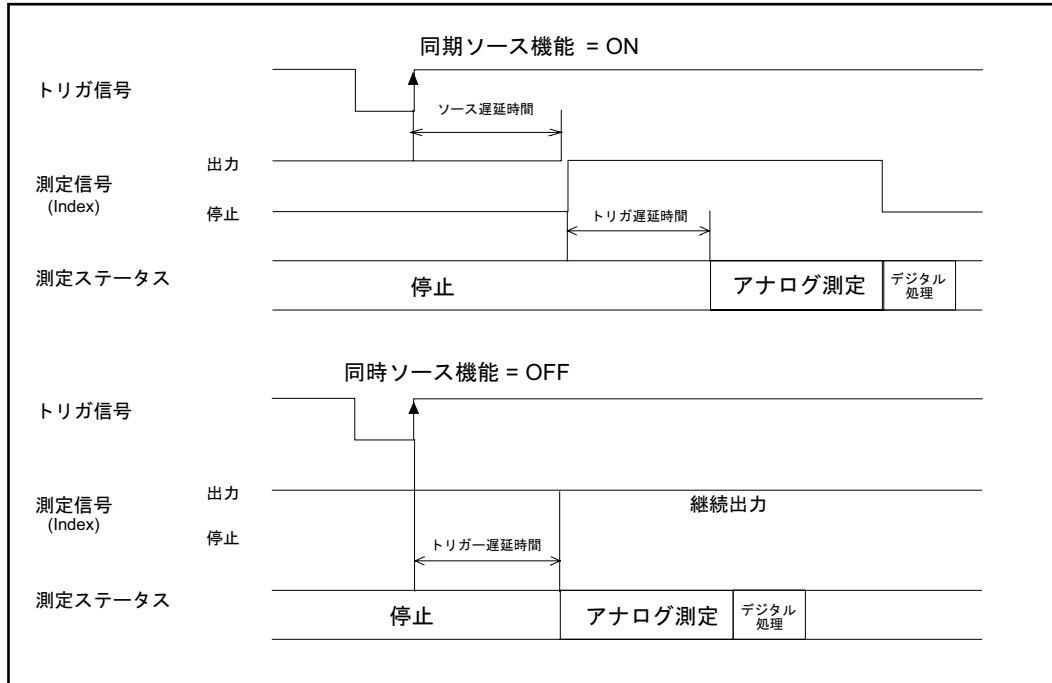 同期ソース機能 = ON
トリガ信号
ソース遅延時間
出力
測定信号
(Index)
停止
トリガ遅延時間
測定ステータス
停止
アナログ測定
デジタル
処理
同時ソース機能 = OFF
トリガ信号
出力
測定信号
(Index)
継続出力
停止
トリガー遅延時間
測定ステータス
停止
アナログ測定
デジタル
処理